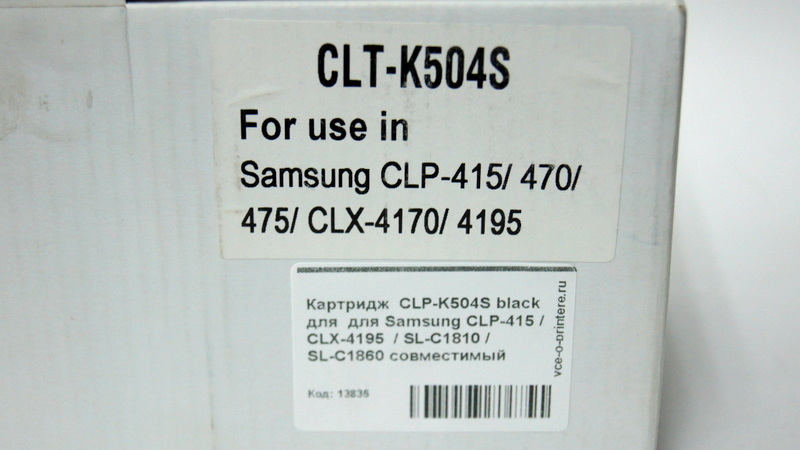 CLT-K504S
For use in
Samsung CLP-415/ 470/
475/ CLX-4170/ 4195
Картридж CLP-K504S black
для для Samsung CLP-415 /
CLX-4195 / SL-C1810 /
SL-C1860 совместимый
Код: 13835
vce-o-printere.ru